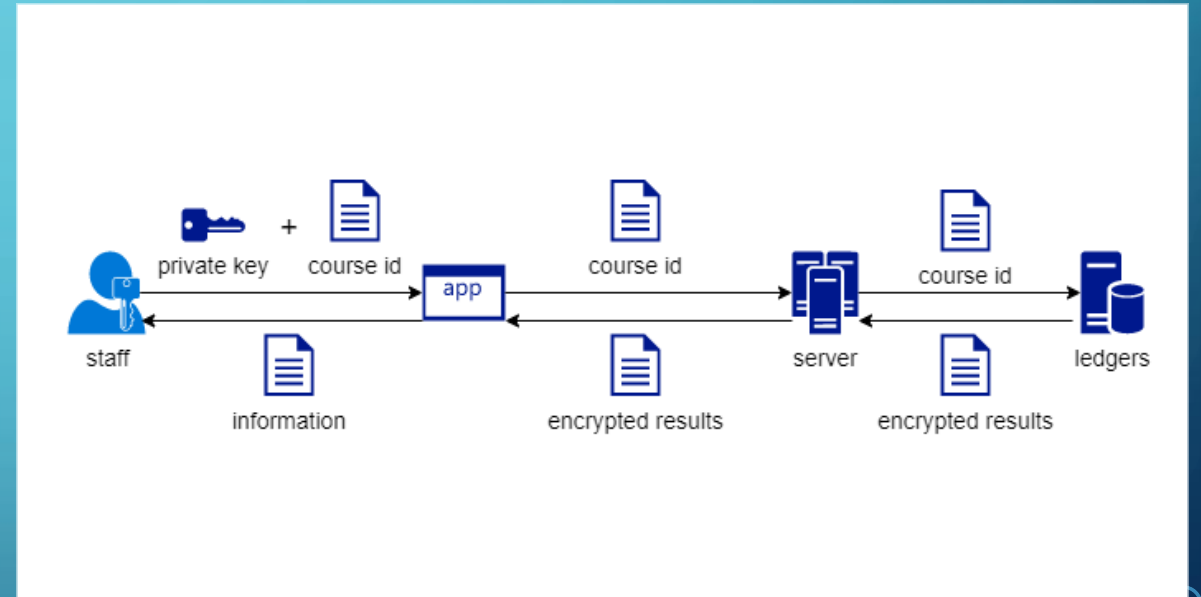 private key
+
course id
course id
course id
app
staff
server
ledgers
information
encrypted results
encrypted results